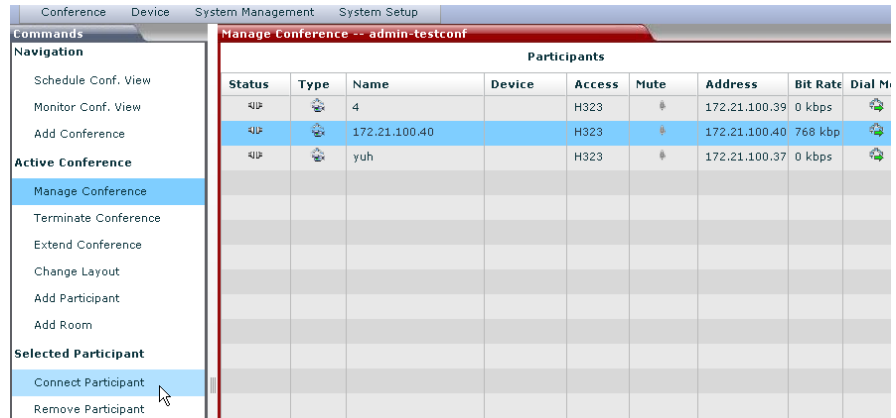 Conference Device System Management System Setup
Commands
Navigation
Schedule Conf. View
Monitor Conf. View
Add Conference
Active Conference
Manage Conference
Terminate Conference
Extend Conference
Change Layout
Add Participant
Add Room
Selected Participant
Connect Participant
Remove Participant
Manage Conference -- admin-testconf
Participants
Status Type Name Device Access Mute Address Bit Rate Dial M
4 H323 172.21.100.39 0 kbps
172.21.100.40 H323 172.21.100.40 768 kbp
yuh H323 172.21.100.37 0 kbps